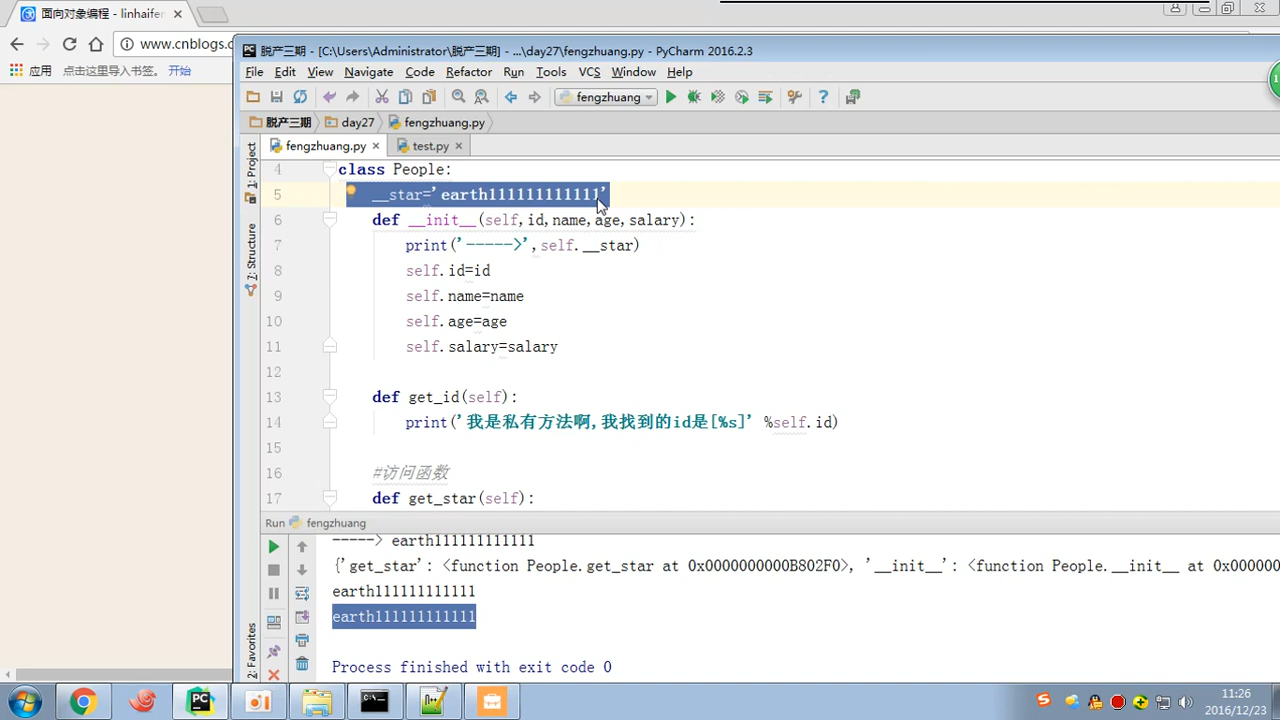 面向对象编程 - linhaifen
www.cnblogs.c
应用 点击这里导入书签。 开始
脱产三期 - [C:\Users\Administrator\脱产三期] - ...\day27\fengzhuang.py - PyCharm 2016.2.3
File Edit View Navigate Code Refactor Run Tools VCS Window Help
fengzhuang
脱产三期 day27 fengzhuang.py
fengzhuang.py test.py
1: Project
7: Structure
2: Favorites
4 class People:
5 __star='earth111111111111'
6 def __init__(self,id,name,age,salary):
7 print('----->',self.__star)
8 self.id=id
9 self.name=name
10 self.age=age
11 self.salary=salary
12
13 def get_id(self):
14 print('我是私有方法啊,我找到的id是[%s]' %self.id)
15
16 #访问函数
17 def get_star(self):
Run fengzhuang
-----> earth111111111111
{'get_star': <function People.get_star at 0x0000000000B802F0>, '__init__': <function People.__init__ at 0x000000
earth111111111111
earth111111111111
Process finished with exit code 0
11:26
2016/12/23